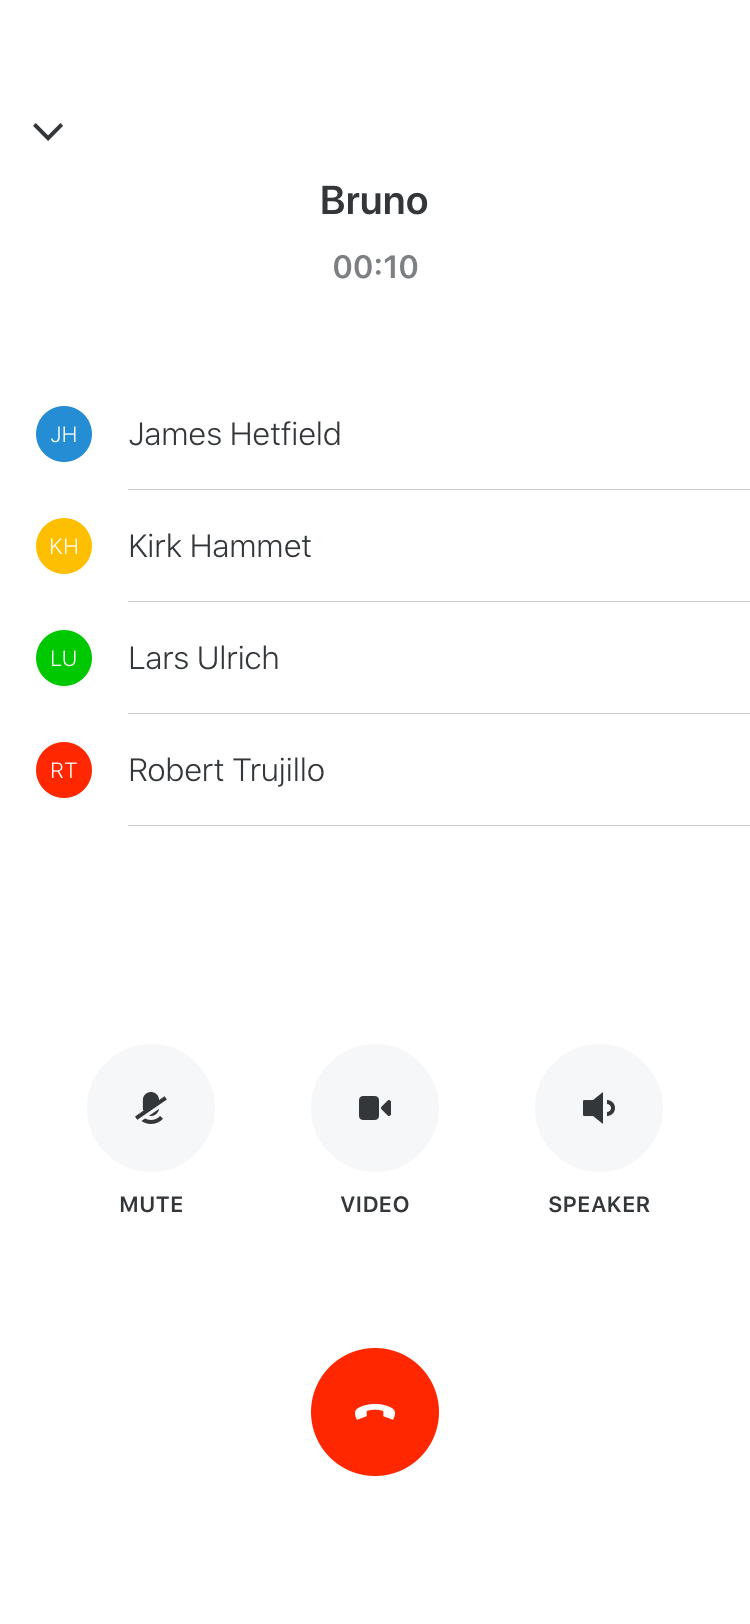 Bruno
00:10
JH James Hetfield
KH Kirk Hammet
LU Lars Ulrich
RT Robert Trujillo
MUTE VIDEO SPEAKER